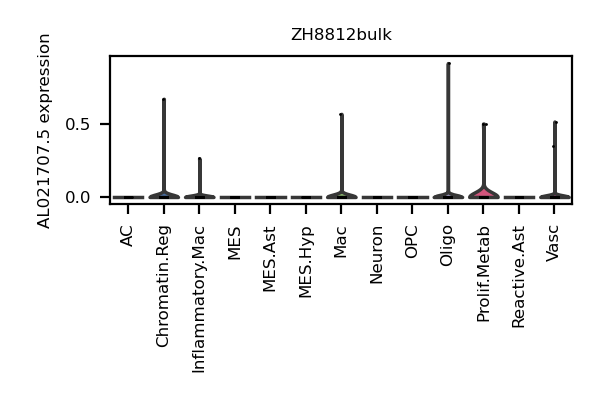 ZH8812bulk
AL021707.5 expression
0.5
0.0
AC
Chromatin.Reg
Inflammatory.Mac
MES
MES.Ast
MES.Hyp
Mac
Neuron
OPC
Oligo
Prolif.Metab
Reactive.Ast
Vasc